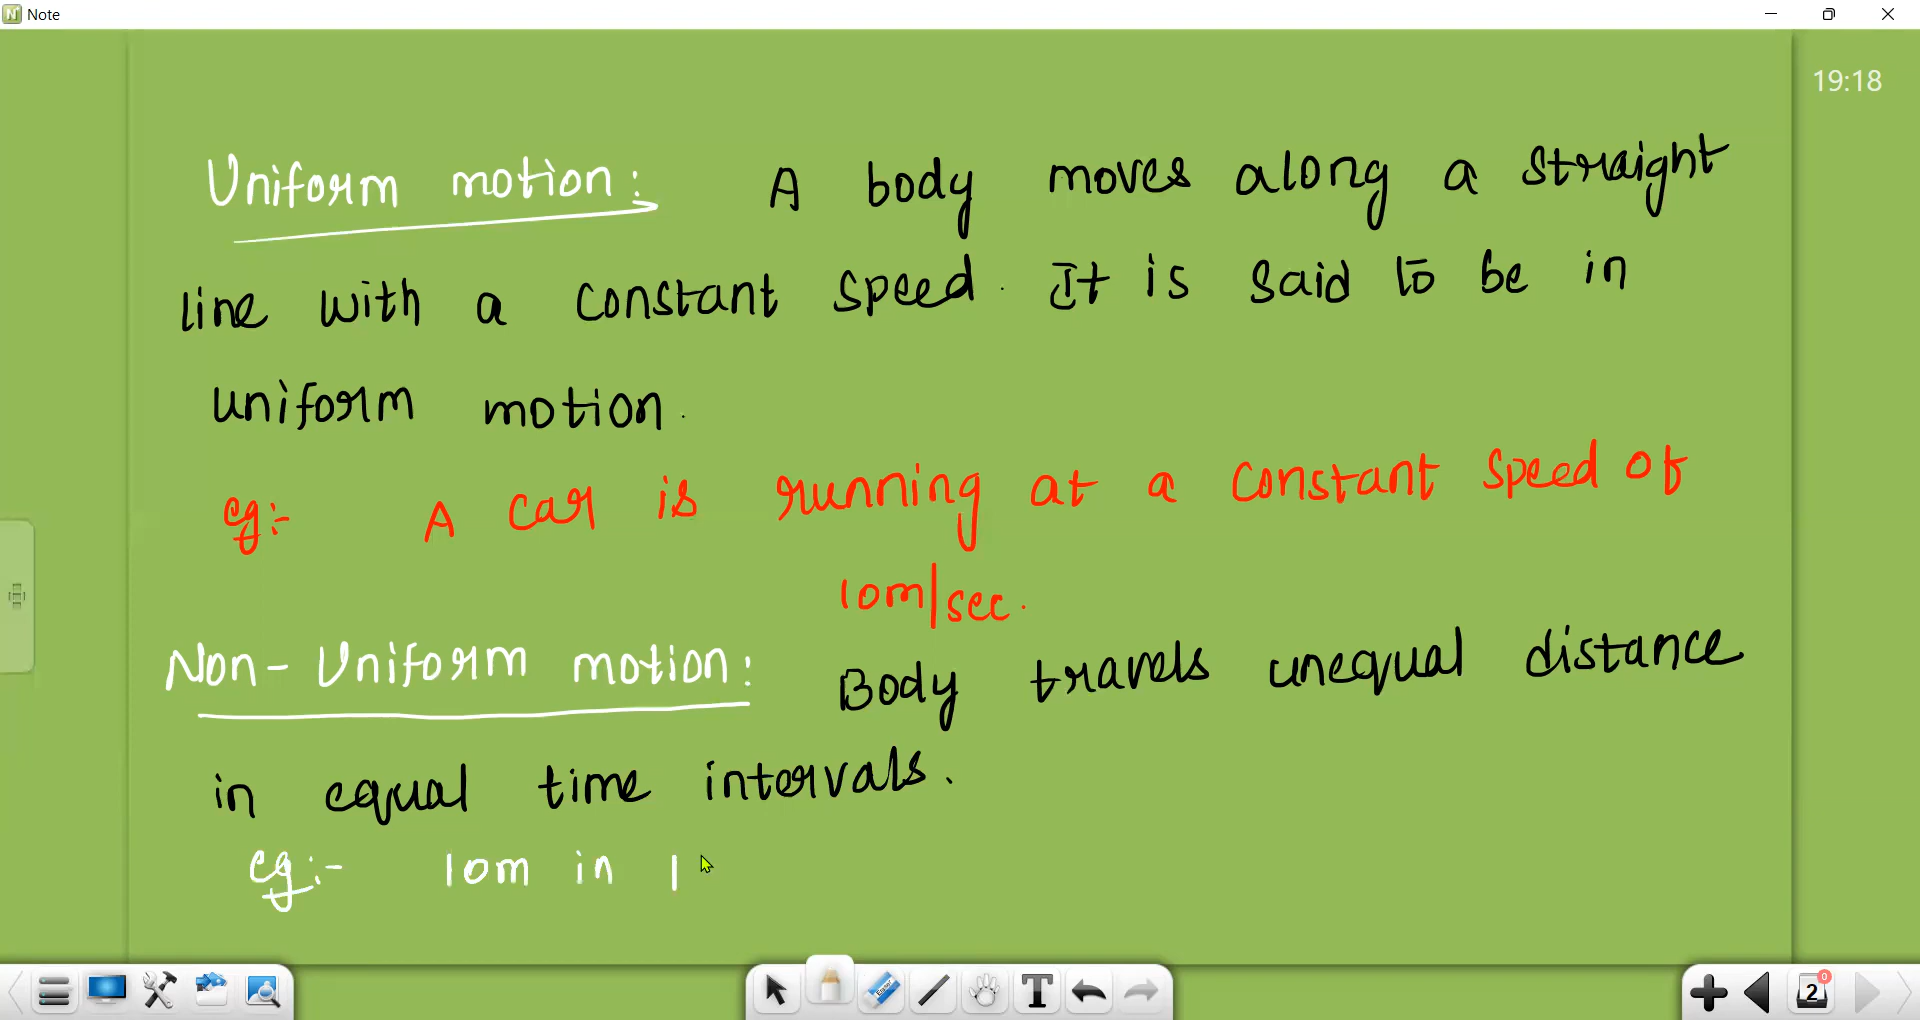 Note
19:18
Uniform motion: A body moves along a straight
line with a constant speed. It is said to be in
uniform motion.
eg:- A car is running at a constant speed of
10m/sec.
Non-Uniform motion: Body travels unequal distance
in equal time intervals.
eg:- 10m in 1
T
2
0